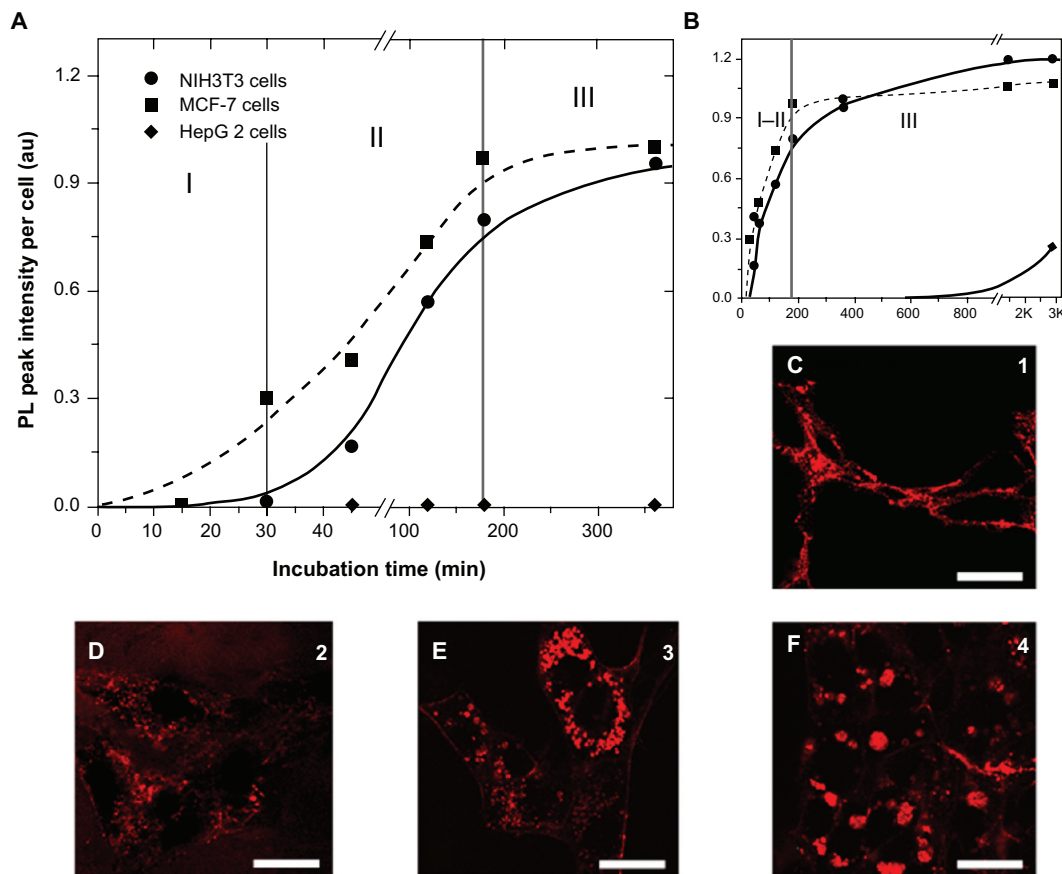 A
PL peak intensity per cell (au)
1.2
0.9
0.6
0.3
0.0
NIH3T3 cells
MCF-7 cells
HepG 2 cells
I
II
III
0 10 20 30 40 100 200 300
Incubation time (min)
B
1.2
0.9
0.6
0.3
0.0
I–II
III
0 200 400 600 800 2K 3K
C 1
D 2
E 3
F 4